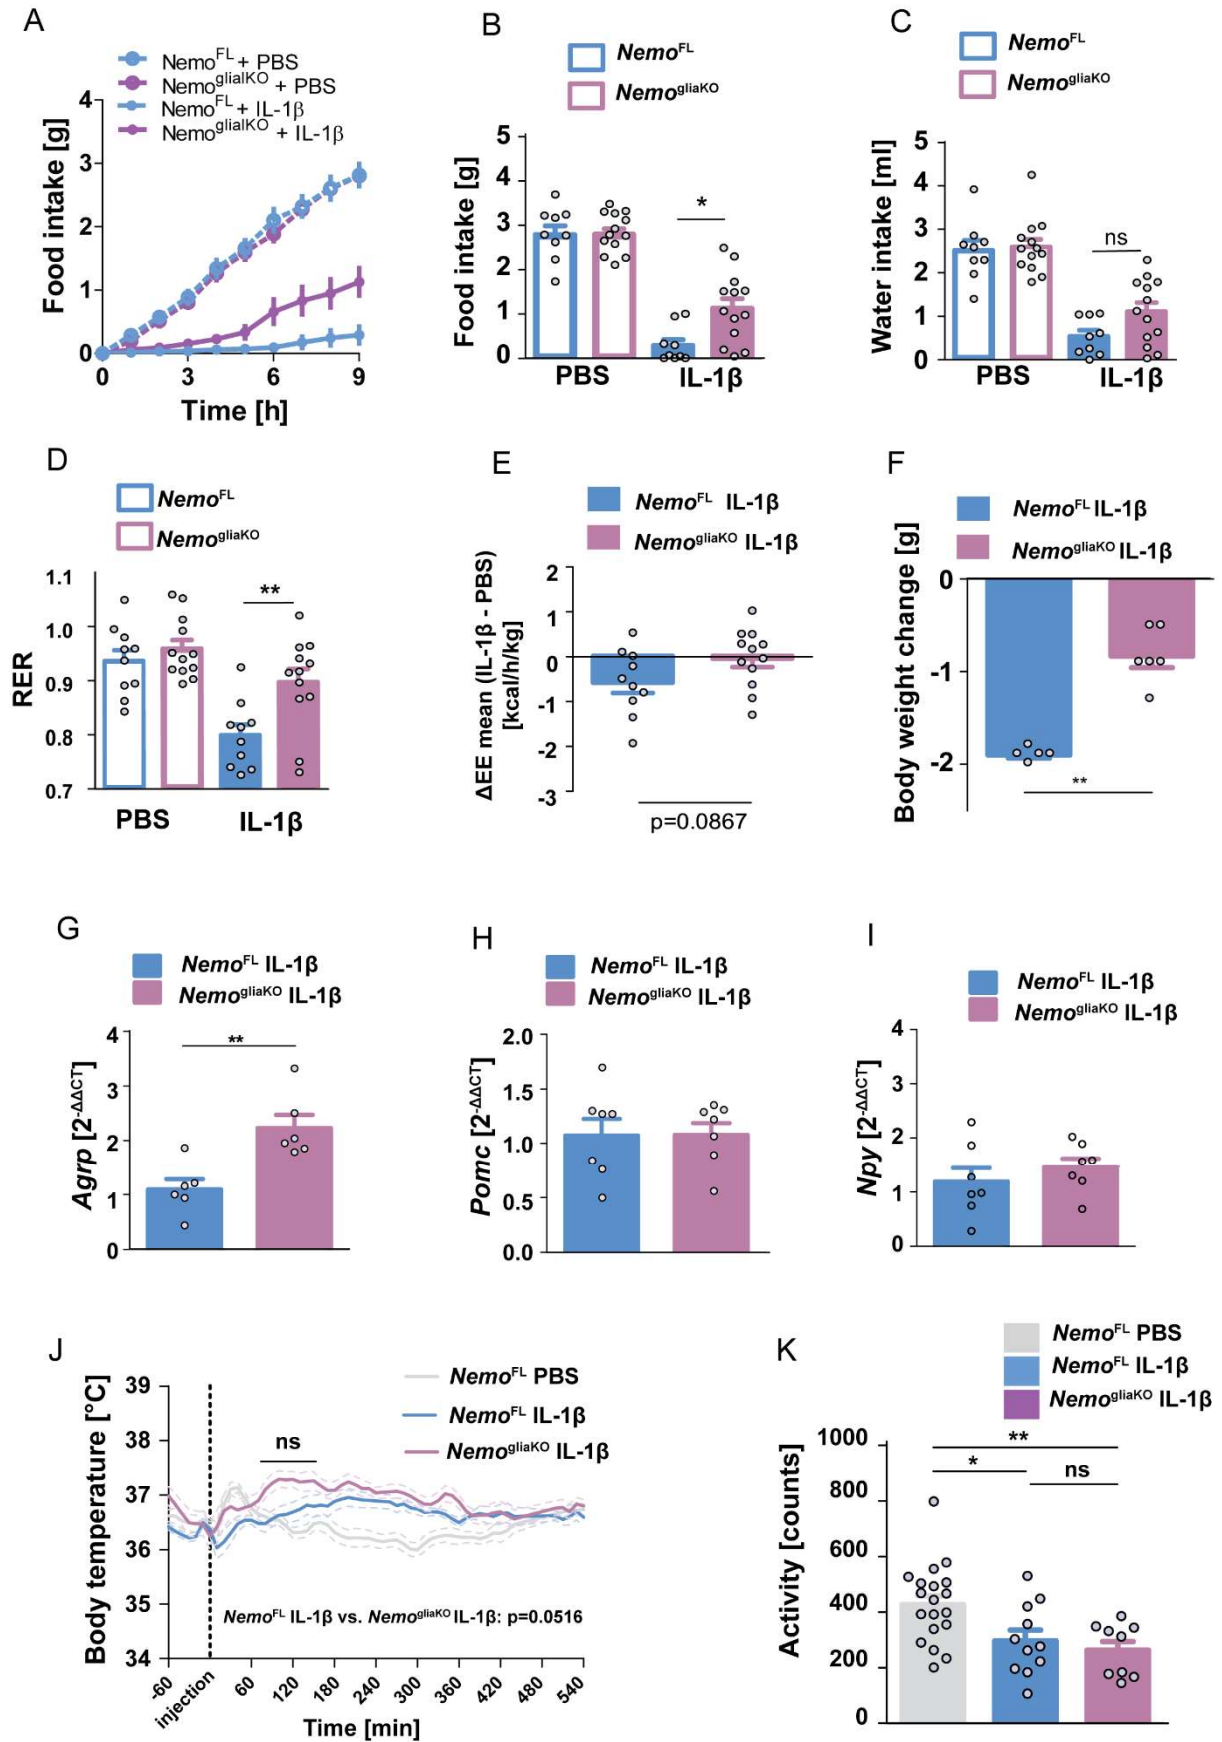 A
Nemo^FL + PBS
Nemo^glialKO + PBS
Nemo^FL + IL-1β
Nemo^glialKO + IL-1β
Food intake [g]
4
3
2
1
0
0 3 6 9
Time [h]
B
Nemo^FL
Nemo^gliaKO
Food intake [g]
5
4
3
2
1
0
*
PBS IL-1β
C
Nemo^FL
Nemo^gliaKO
Water intake [ml]
5
4
3
2
1
0
ns
PBS IL-1β
D
Nemo^FL
Nemo^gliaKO
RER
1.1
1.0
0.9
0.8
0.7
**
PBS IL-1β
E
Nemo^FL IL-1β
Nemo^gliaKO IL-1β
ΔEE mean (IL-1β - PBS)
[kcal/h/kg]
2
1
0
-1
-2
-3
p=0.0867
F
Nemo^FL IL-1β
Nemo^gliaKO IL-1β
Body weight change [g]
0
-1
-2
**
G
Nemo^FL IL-1β
Nemo^gliaKO IL-1β
Agrp [2^-ΔΔCT]
4
3
2
1
0
**
H
Nemo^FL IL-1β
Nemo^gliaKO IL-1β
Pomc [2^-ΔΔCT]
2.0
1.5
1.0
0.5
0.0
I
Nemo^FL IL-1β
Nemo^gliaKO IL-1β
Npy [2^-ΔΔCT]
4
3
2
1
0
J
Nemo^FL PBS
Nemo^FL IL-1β
Nemo^gliaKO IL-1β
Body temperature [°C]
39
38
37
36
35
34
ns
Nemo^FL IL-1β vs. Nemo^gliaKO IL-1β: p=0.0516
-60 injection 60 120 180 240 300 360 420 480 540
Time [min]
K
Nemo^FL PBS
Nemo^FL IL-1β
Nemo^gliaKO IL-1β
Activity [counts]
1000
800
600
400
200
0
**
*
ns